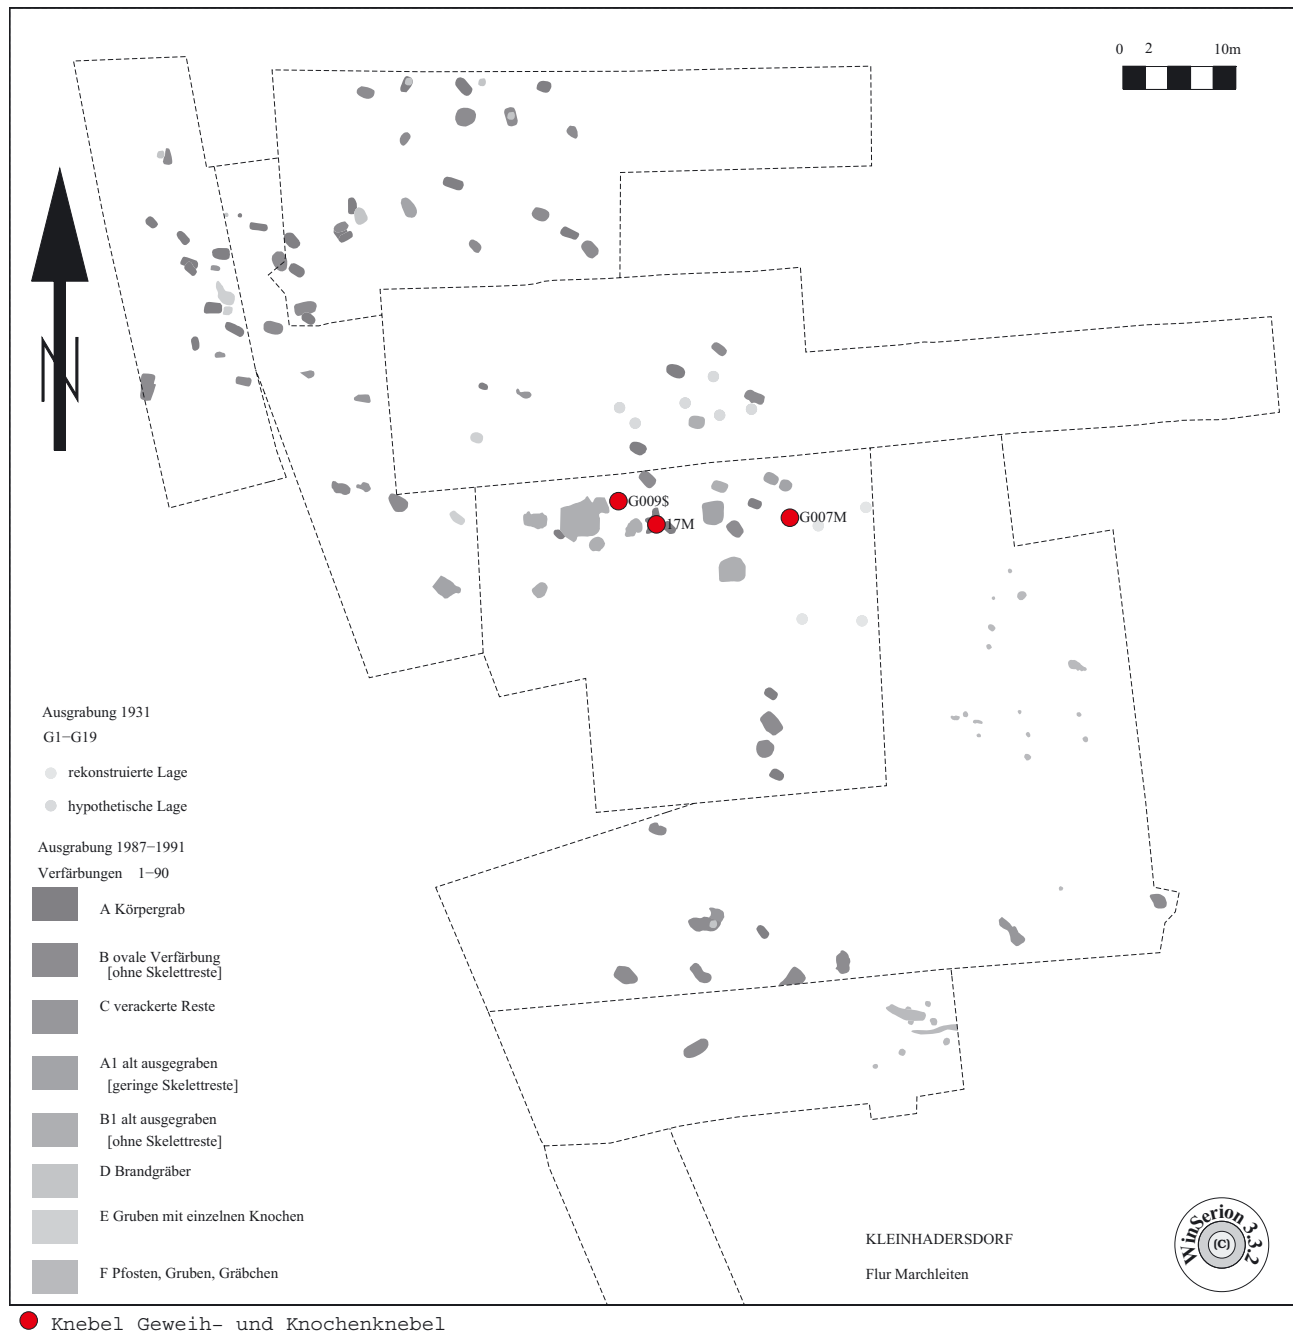 0 2 10m
N
G009$
17M
G007M
Ausgrabung 1931
G1−G19
rekonstruierte Lage
hypothetische Lage
Ausgrabung 1987−1991
Verfärbungen 1−90
A Körpergrab
B ovale Verfärbung
[ohne Skelettreste]
C verackerte Reste
A1 alt ausgegraben
[geringe Skelettreste]
B1 alt ausgegraben
[ohne Skelettreste]
D Brandgräber
E Gruben mit einzelnen Knochen
F Pfosten, Gruben, Gräbchen
KLEINHADERSDORF
Flur Marchleiten
WinSerion 3.3.2
(C)
Knebel Geweih- und Knochenknebel